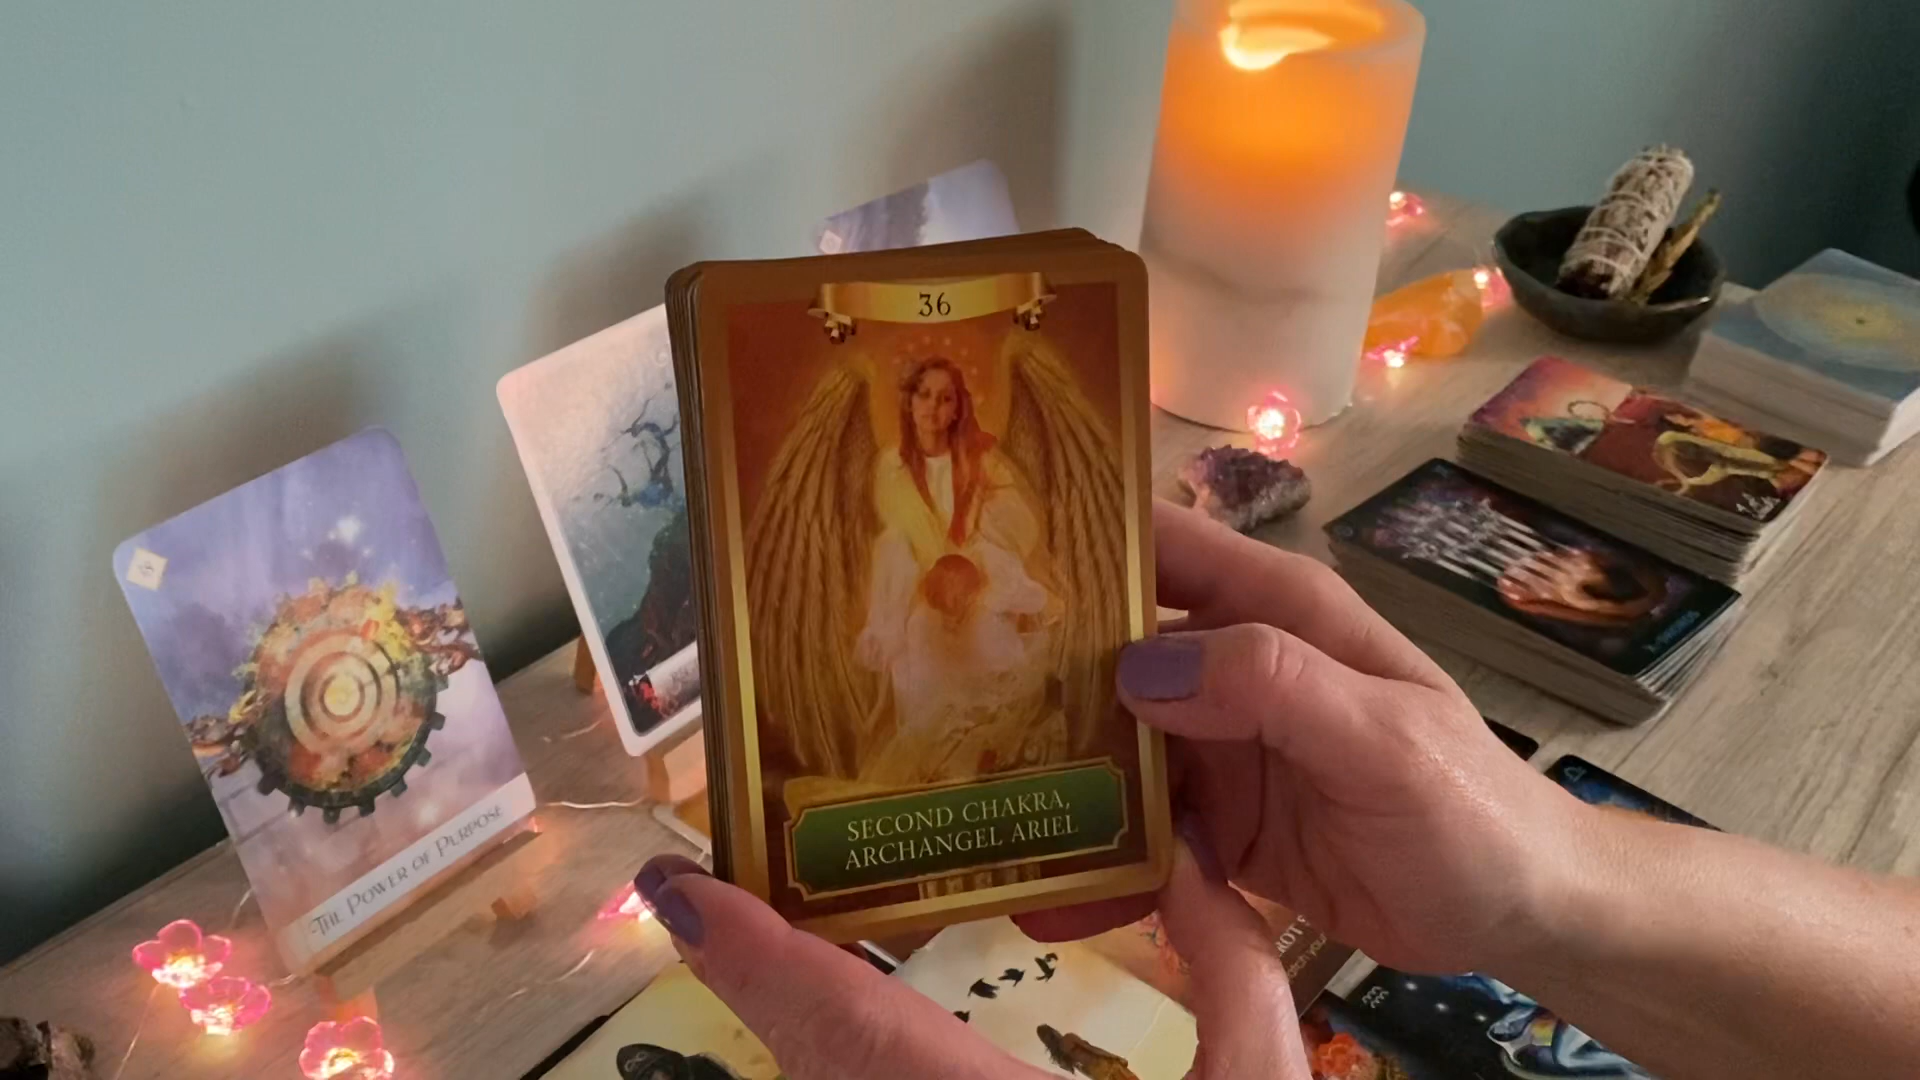 36
SECOND CHAKRA,
ARCHANGEL ARIEL
THE POWER OF PURPOSE